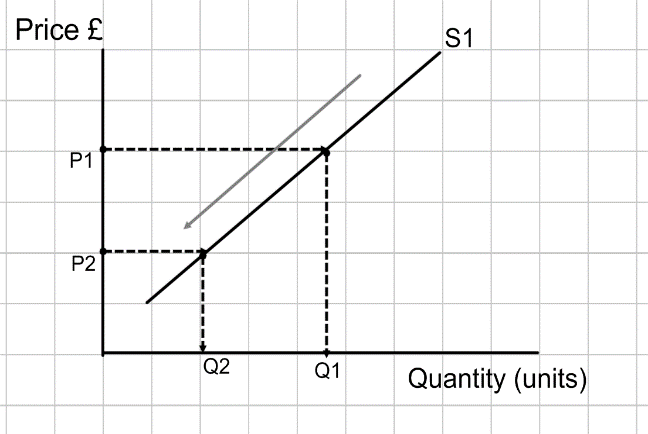 Price £
S1
P1
P2
Q2
Q1
Quantity (units)